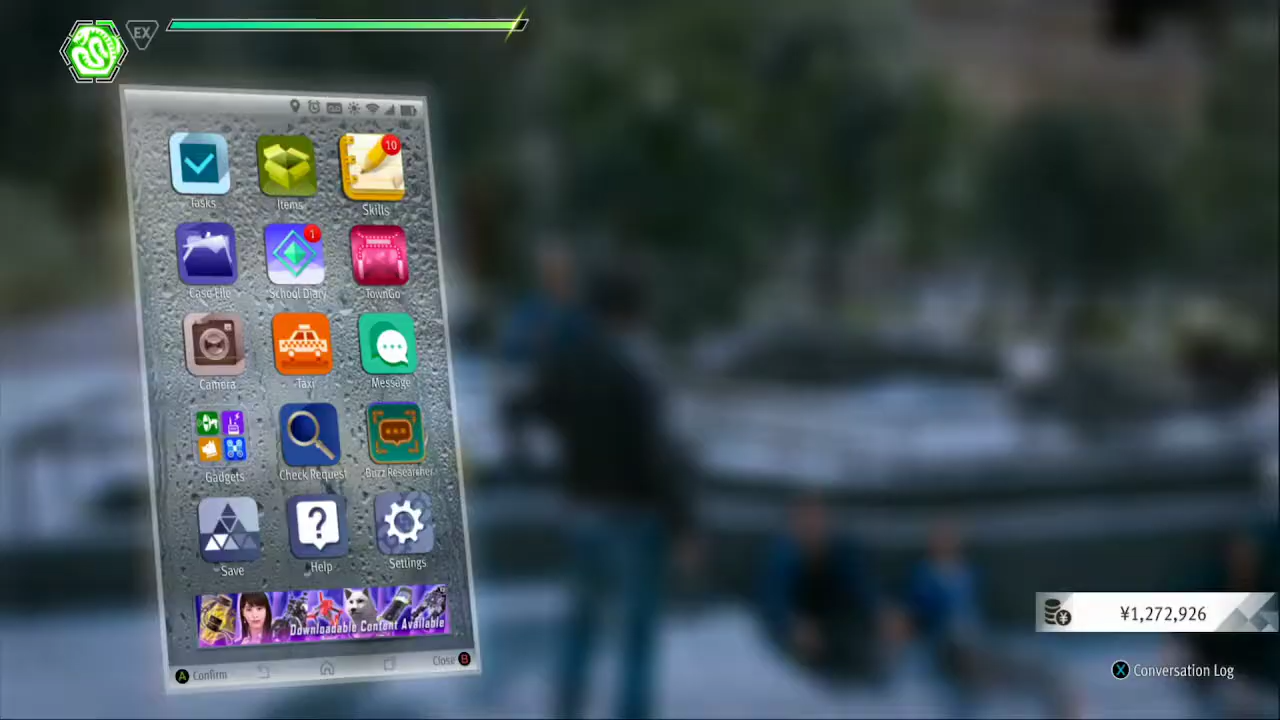 EX
Tasks
Items
10
Skills
Case File
1
School Diary
TownGo
Camera
Taxi
Message
Gadgets
Check Request
Buzz Researcher
Save
Help
Settings
Downloadable Content Available
A Confirm
Close B
¥1,272,926
X Conversation Log